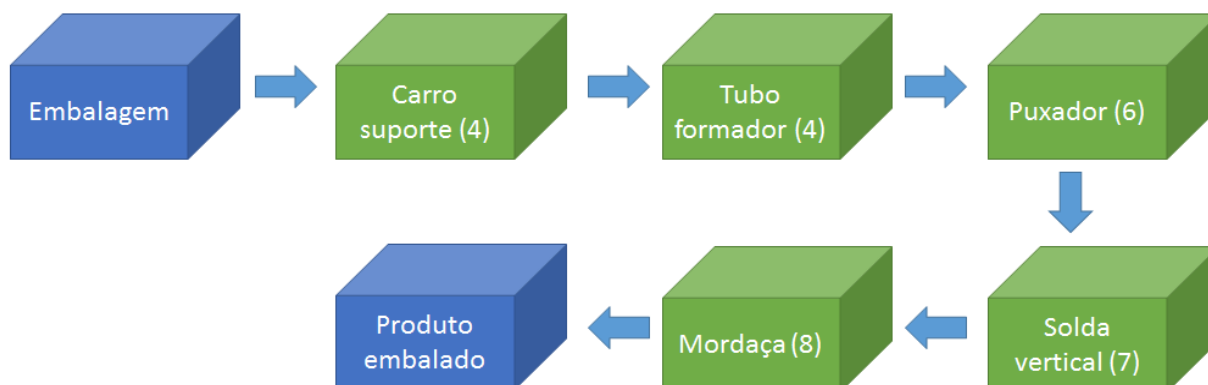 Embalagem
Carro
suporte (4)
Tubo
formador (4)
Puxador (6)
Solda
vertical (7)
Mordaça (8)
Produto
embalado